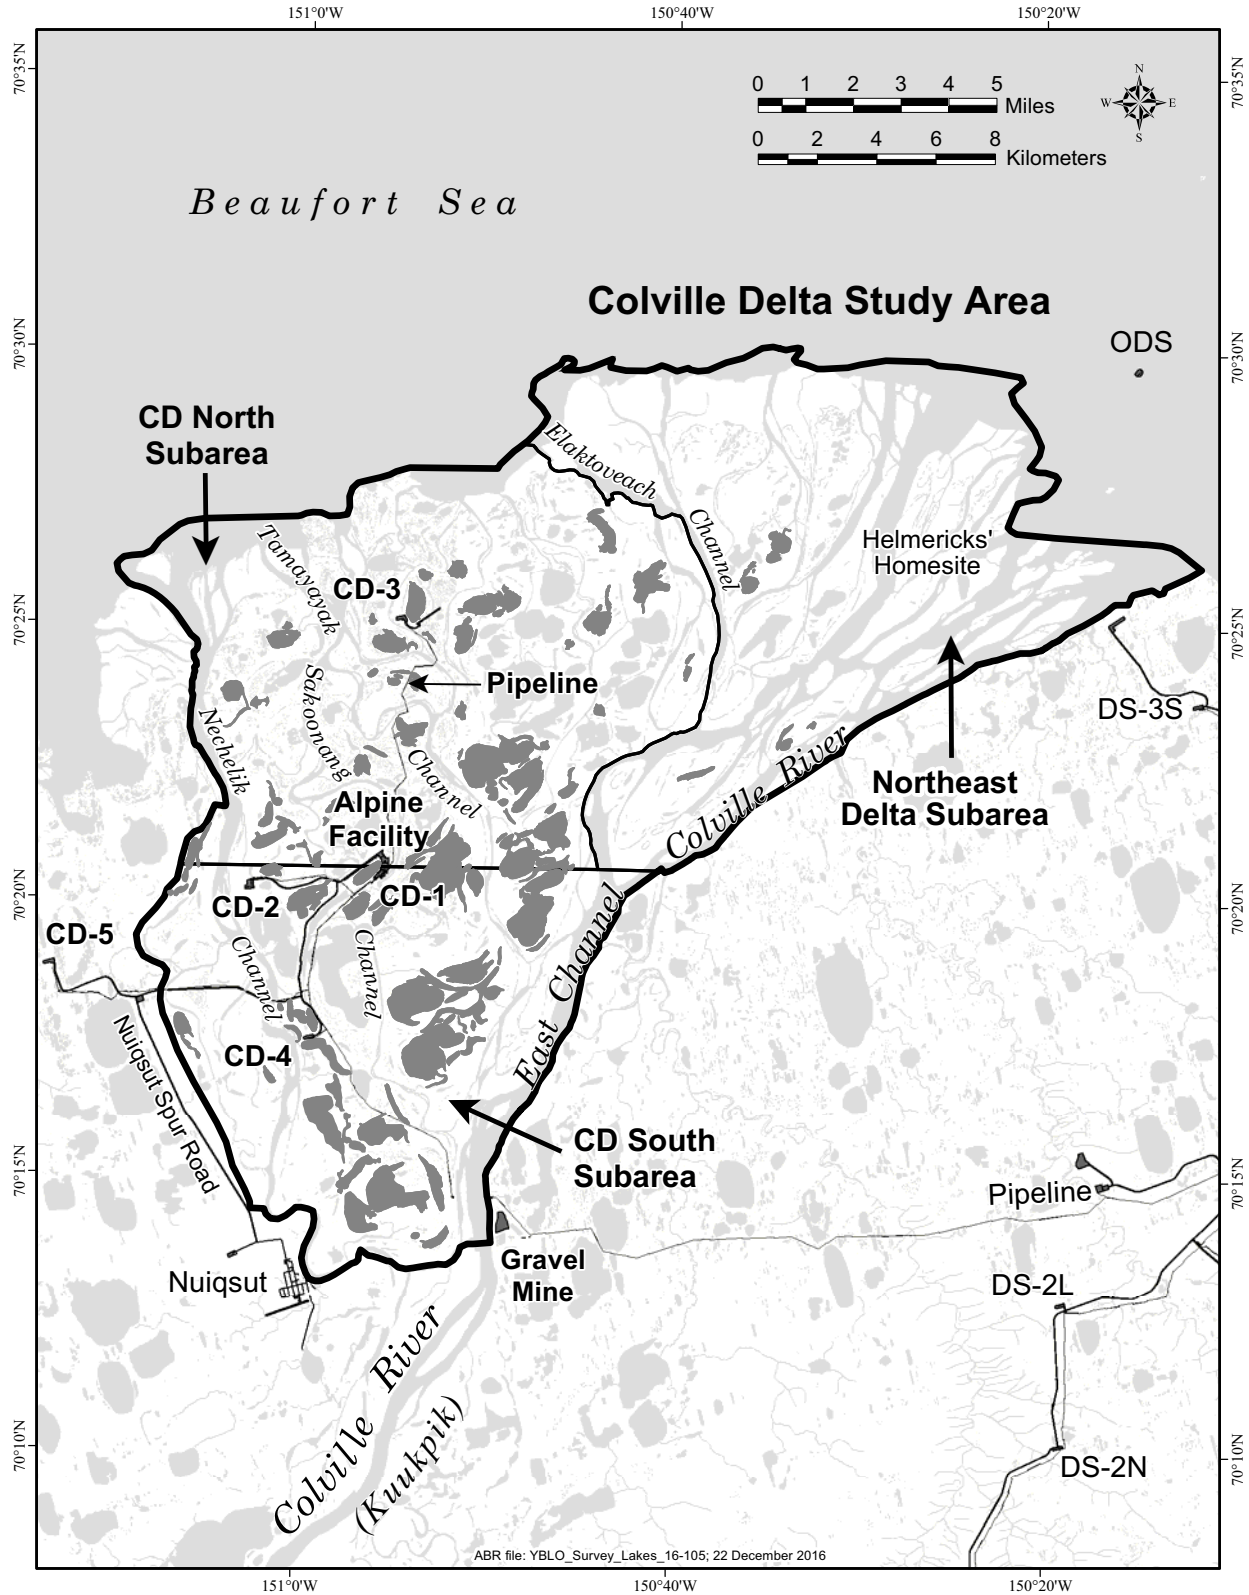 151°0'W
150°40'W
150°20'W
70°35'N
70°35'N
0 1 2 3 4 5
Miles
0 2 4 6 8
Kilometers
N
W
E
S
Beaufort Sea
Colville Delta Study Area
70°30'N
70°30'N
ODS
CD North
Subarea
Elaktoveach
Channel
Tamayayak
Helmericks'
Homesite
CD-3
70°25'N
70°25'N
Sakoonang
Pipeline
Nechelik
DS-3S
Channel
Colville River
Northeast
Delta Subarea
Alpine
Facility
CD-1
CD-2
70°20'N
70°20'N
CD-5
Channel
Channel
East Channel
Nuiqsut Spur Road
CD-4
CD South
Subarea
70°15'N
70°15'N
Pipeline
Gravel
Mine
Nuiqsut
DS-2L
Colville River
(Kuukpik)
70°10'N
70°10'N
DS-2N
ABR file: YBLO_Survey_Lakes_16-105; 22 December 2016
151°0'W
150°40'W
150°20'W